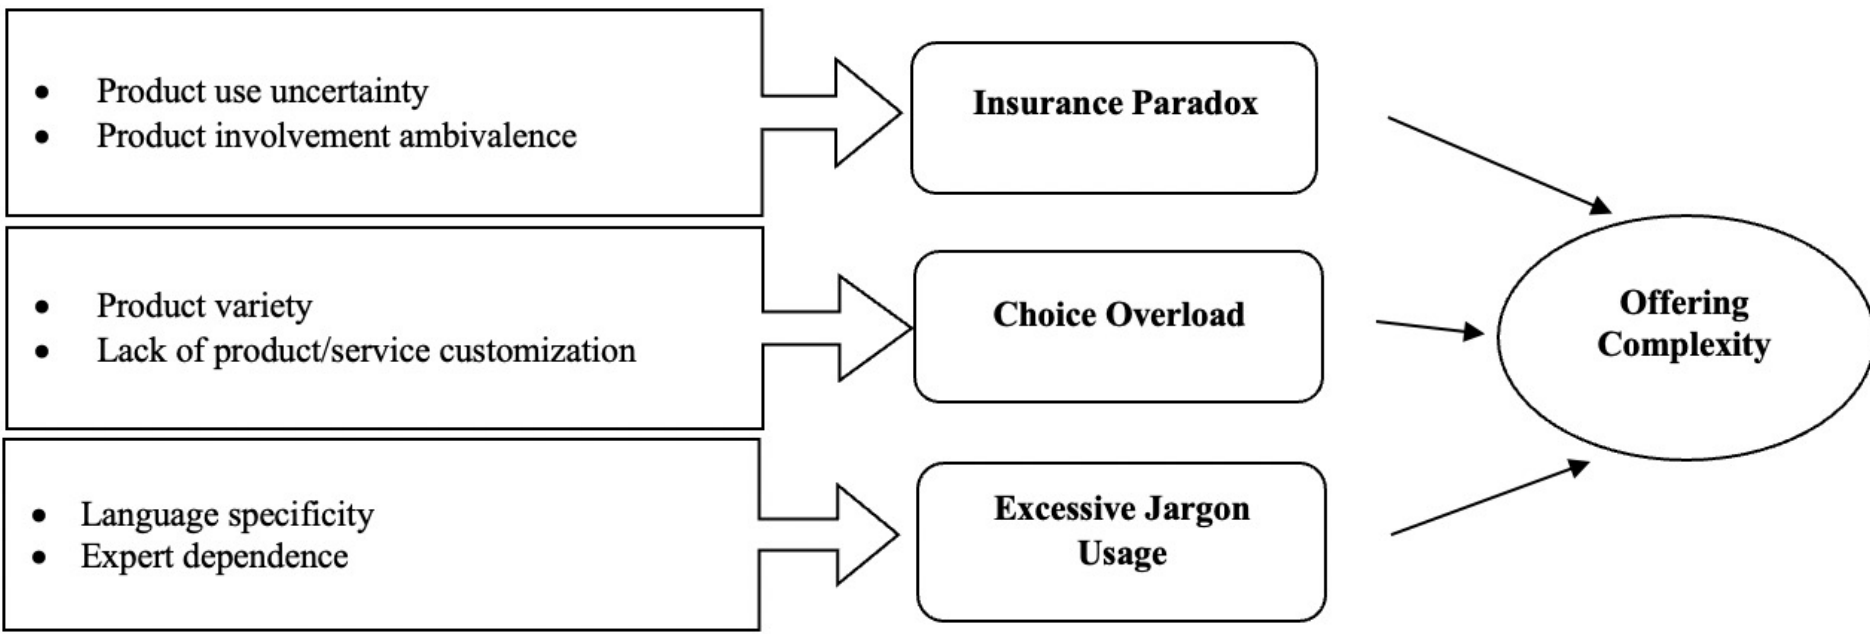 • Product use uncertainty
• Product involvement ambivalence
Insurance Paradox
• Product variety
• Lack of product/service customization
Choice Overload
• Language specificity
• Expert dependence
Excessive Jargon
Usage
Offering
Complexity